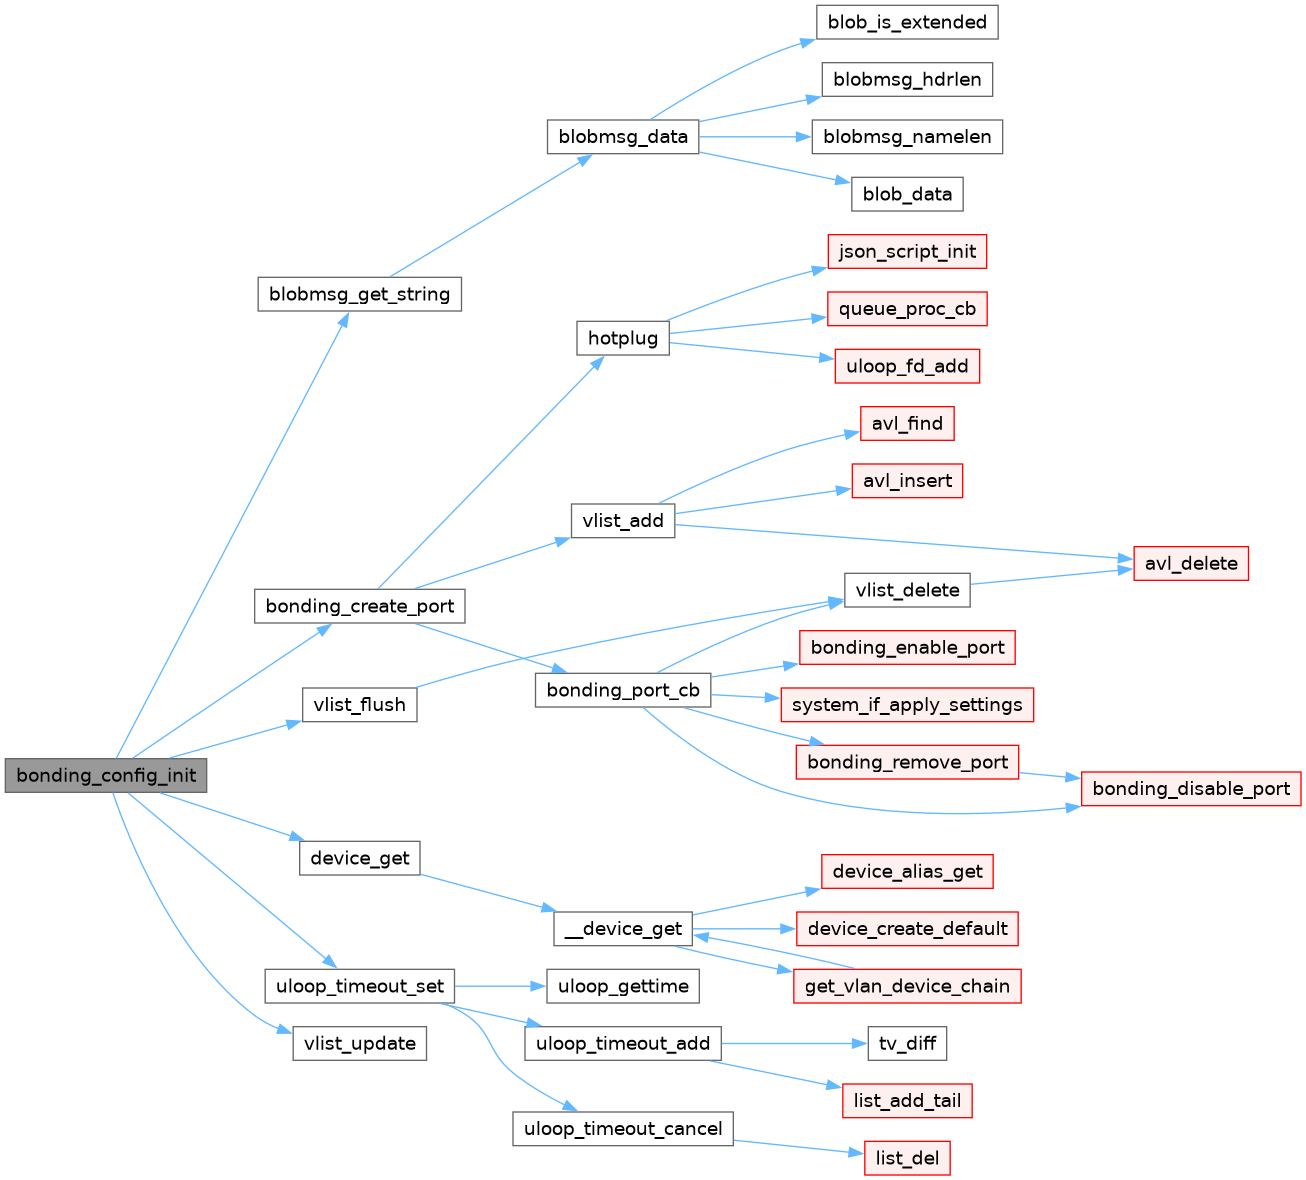 blob_is_extended
blobmsg_hdrlen
blobmsg_data
blobmsg_namelen
blob_data
json_script_init
blobmsg_get_string
queue_proc_cb
hotplug
uloop_fd_add
avl_find
avl_insert
vlist_add
avl_delete
vlist_delete
bonding_create_port
bonding_enable_port
bonding_port_cb
vlist_flush
system_if_apply_settings
bonding_remove_port
bonding_config_init
bonding_disable_port
device_get
device_alias_get
__device_get
device_create_default
uloop_timeout_set
uloop_gettime
get_vlan_device_chain
vlist_update
uloop_timeout_add
tv_diff
list_add_tail
uloop_timeout_cancel
list_del